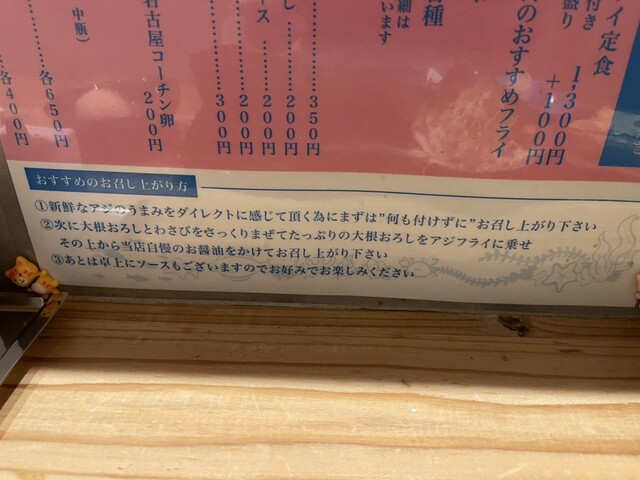 イ定食
付き
盛り
1,300円
+100円
のおすすめフライ
各種
細は
います
し
350円
200円
ース
200円
200円
300円
名古屋コーチン卵
200円
中瓶）
各650円
各400円
おすすめのお召し上がり方
①新鮮なアジのうまみをダイレクトに感じて頂く為にまずは”何も付けずに”お召し上がり下さい
②次に大根おろしとわさびをさっくりまぜてたっぷりの大根おろしをアジフライに乗せ
その上から当店自慢のお醤油をかけてお召し上がり下さい
③あとは卓上にソースもございますのでお好みでお楽しみください